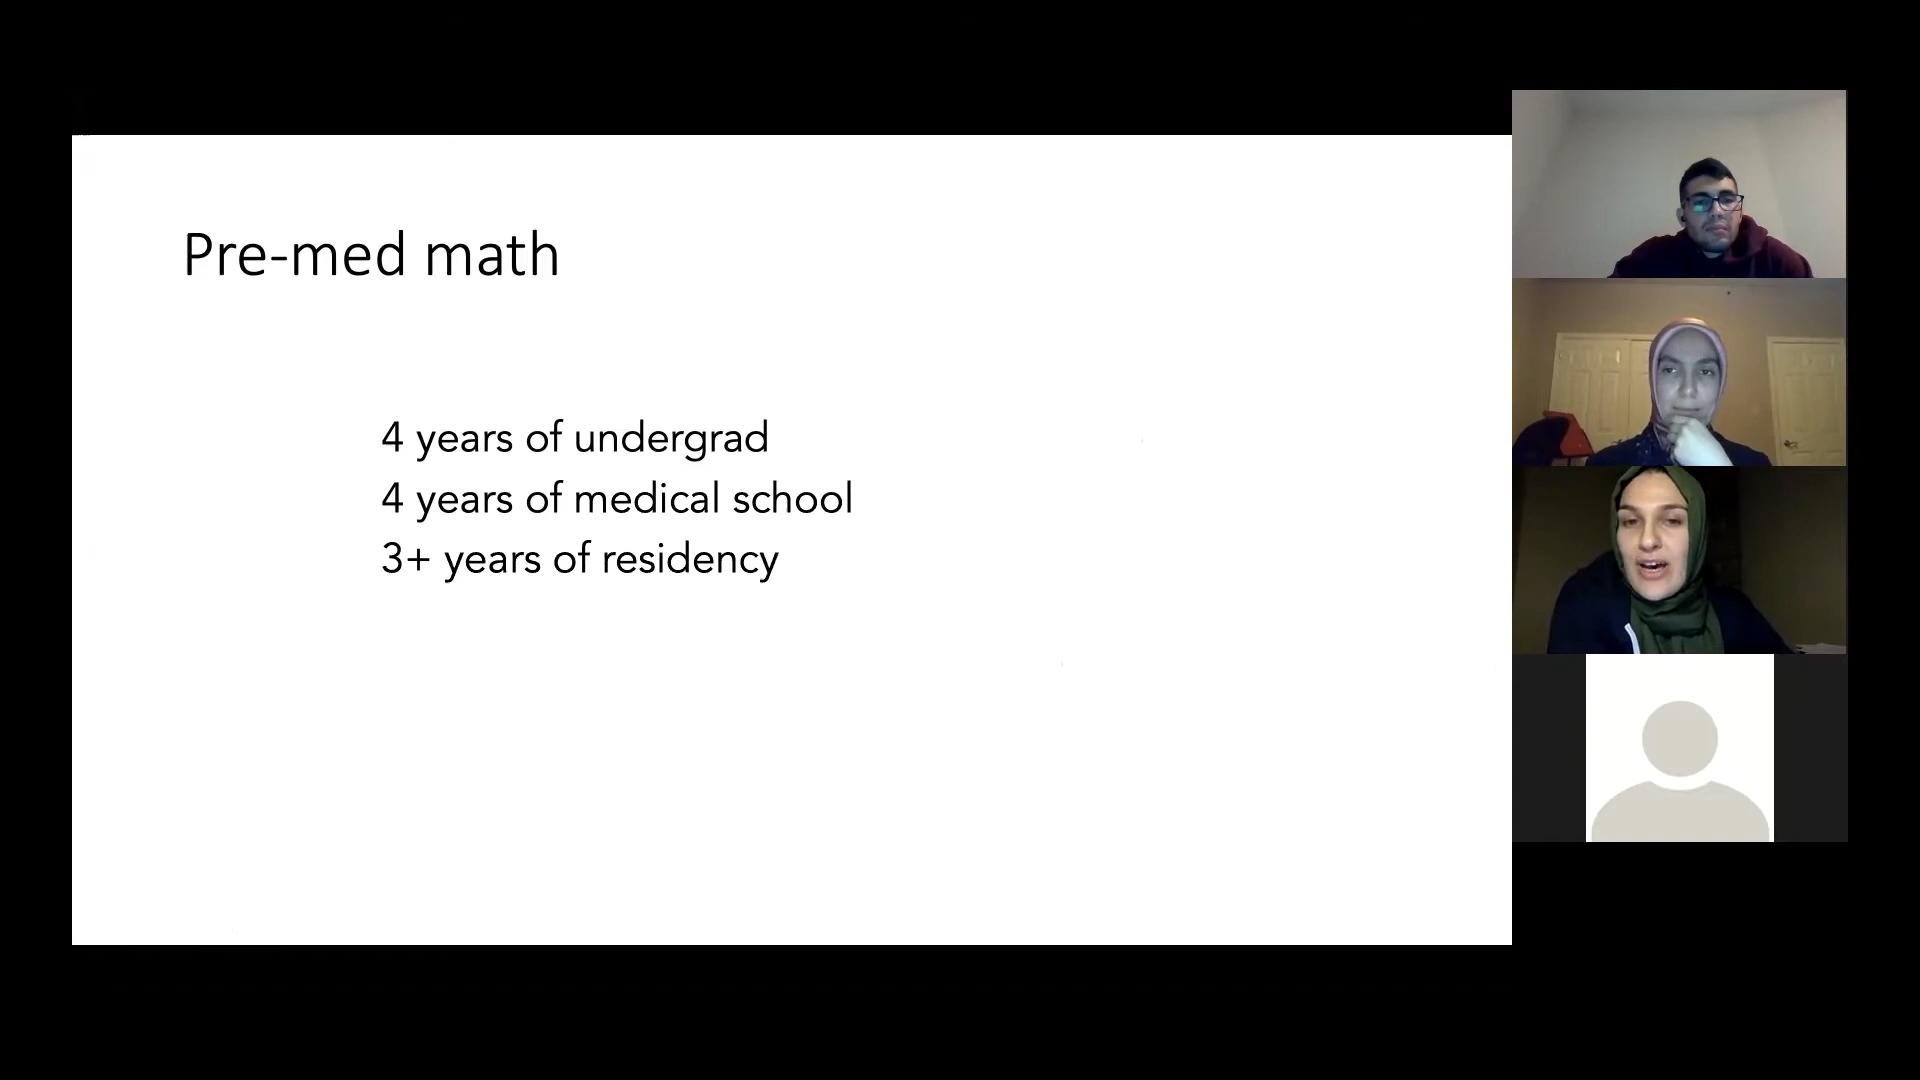 Pre-med math
4 years of undergrad
4 years of medical school
3+ years of residency